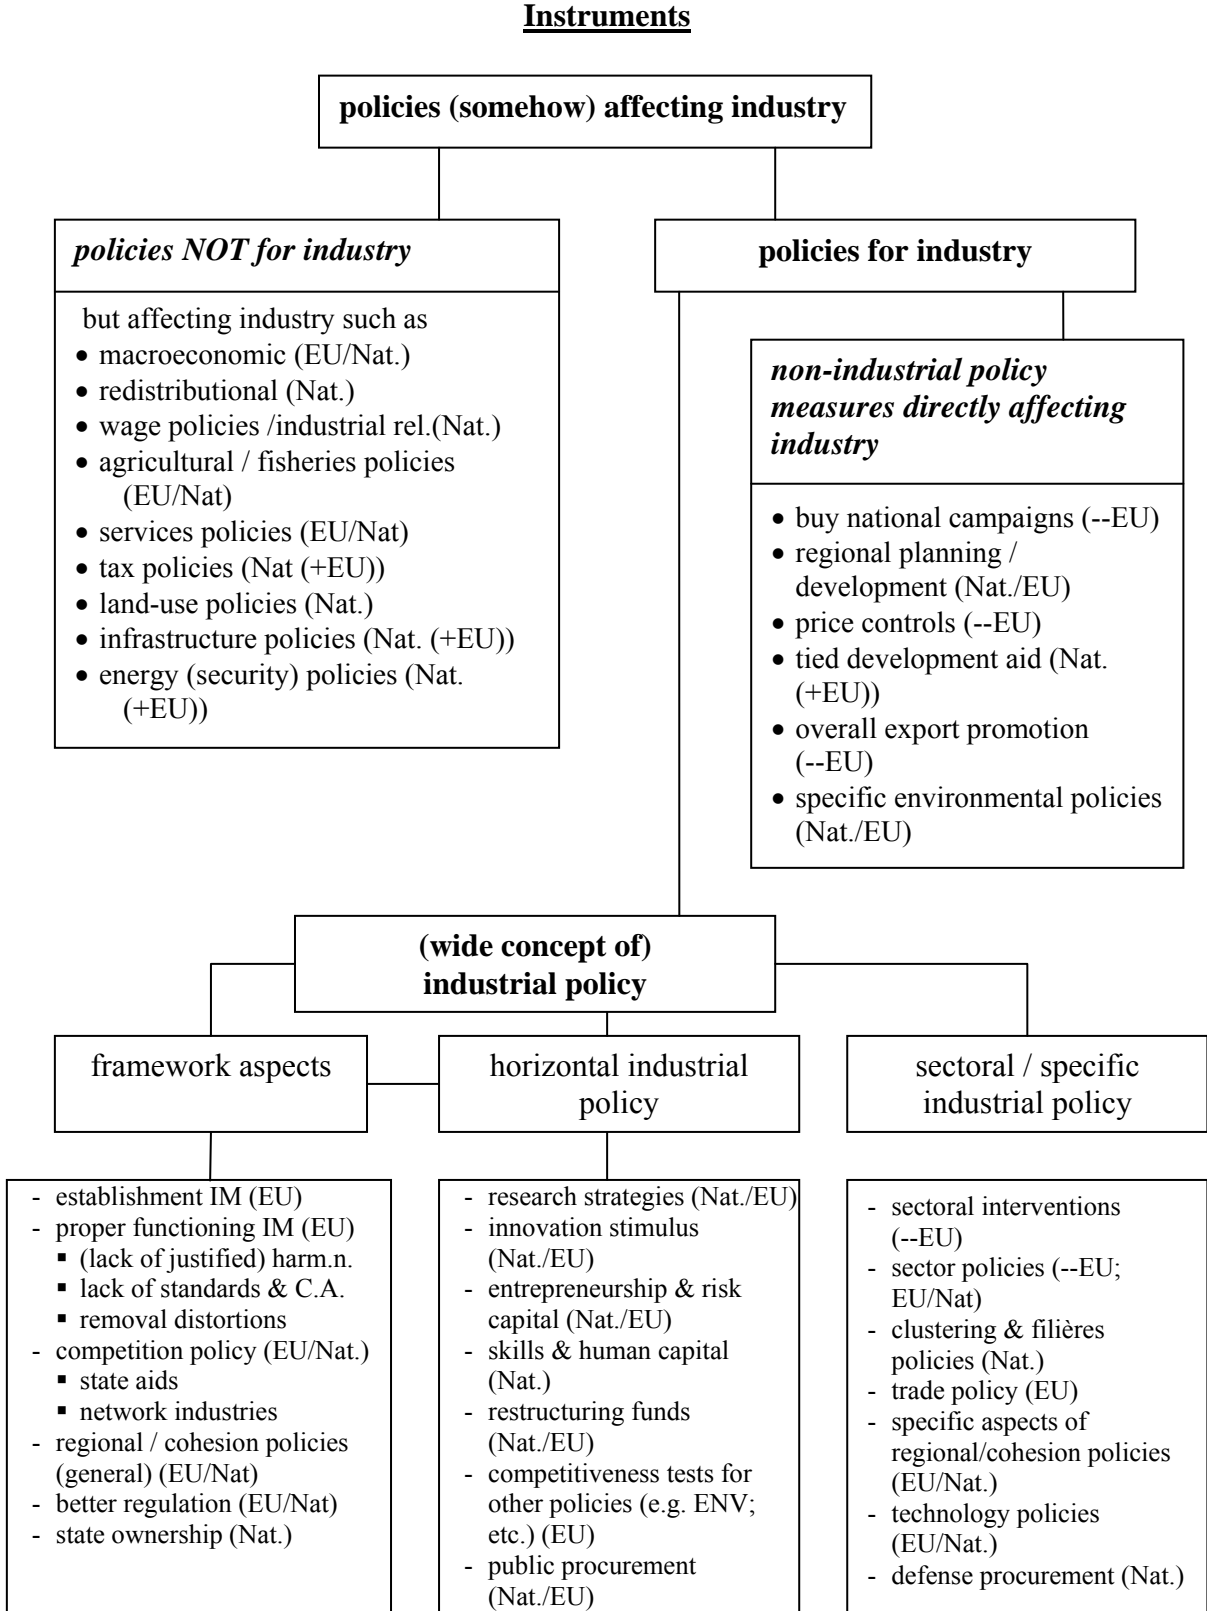 Instruments
policies (somehow) affecting industry
policies NOT for industry
but affecting industry such as
• macroeconomic (EU/Nat.)
• redistributional (Nat.)
• wage policies /industrial rel.(Nat.)
• agricultural / fisheries policies
(EU/Nat)
• services policies (EU/Nat)
• tax policies (Nat (+EU))
• land-use policies (Nat.)
• infrastructure policies (Nat. (+EU))
• energy (security) policies (Nat.
(+EU))
policies for industry
non-industrial policy
measures directly affecting
industry
• buy national campaigns (--EU)
• regional planning /
development (Nat./EU)
• price controls (--EU)
• tied development aid (Nat.
(+EU))
• overall export promotion
(--EU)
• specific environmental policies
(Nat./EU)
(wide concept of)
industrial policy
framework aspects
- establishment IM (EU)
- proper functioning IM (EU)
▪ (lack of justified) harm.n.
▪ lack of standards & C.A.
▪ removal distortions
- competition policy (EU/Nat.)
▪ state aids
▪ network industries
- regional / cohesion policies
(general) (EU/Nat)
- better regulation (EU/Nat)
- state ownership (Nat.)
horizontal industrial
policy
- research strategies (Nat./EU)
- innovation stimulus
(Nat./EU)
- entrepreneurship & risk
capital (Nat./EU)
- skills & human capital
(Nat.)
- restructuring funds
(Nat./EU)
- competitiveness tests for
other policies (e.g. ENV;
etc.) (EU)
- public procurement
(Nat./EU)
sectoral / specific
industrial policy
- sectoral interventions
(--EU)
- sector policies (--EU;
EU/Nat)
- clustering & filières
policies (Nat.)
- trade policy (EU)
- specific aspects of
regional/cohesion policies
(EU/Nat.)
- technology policies
(EU/Nat.)
- defense procurement (Nat.)